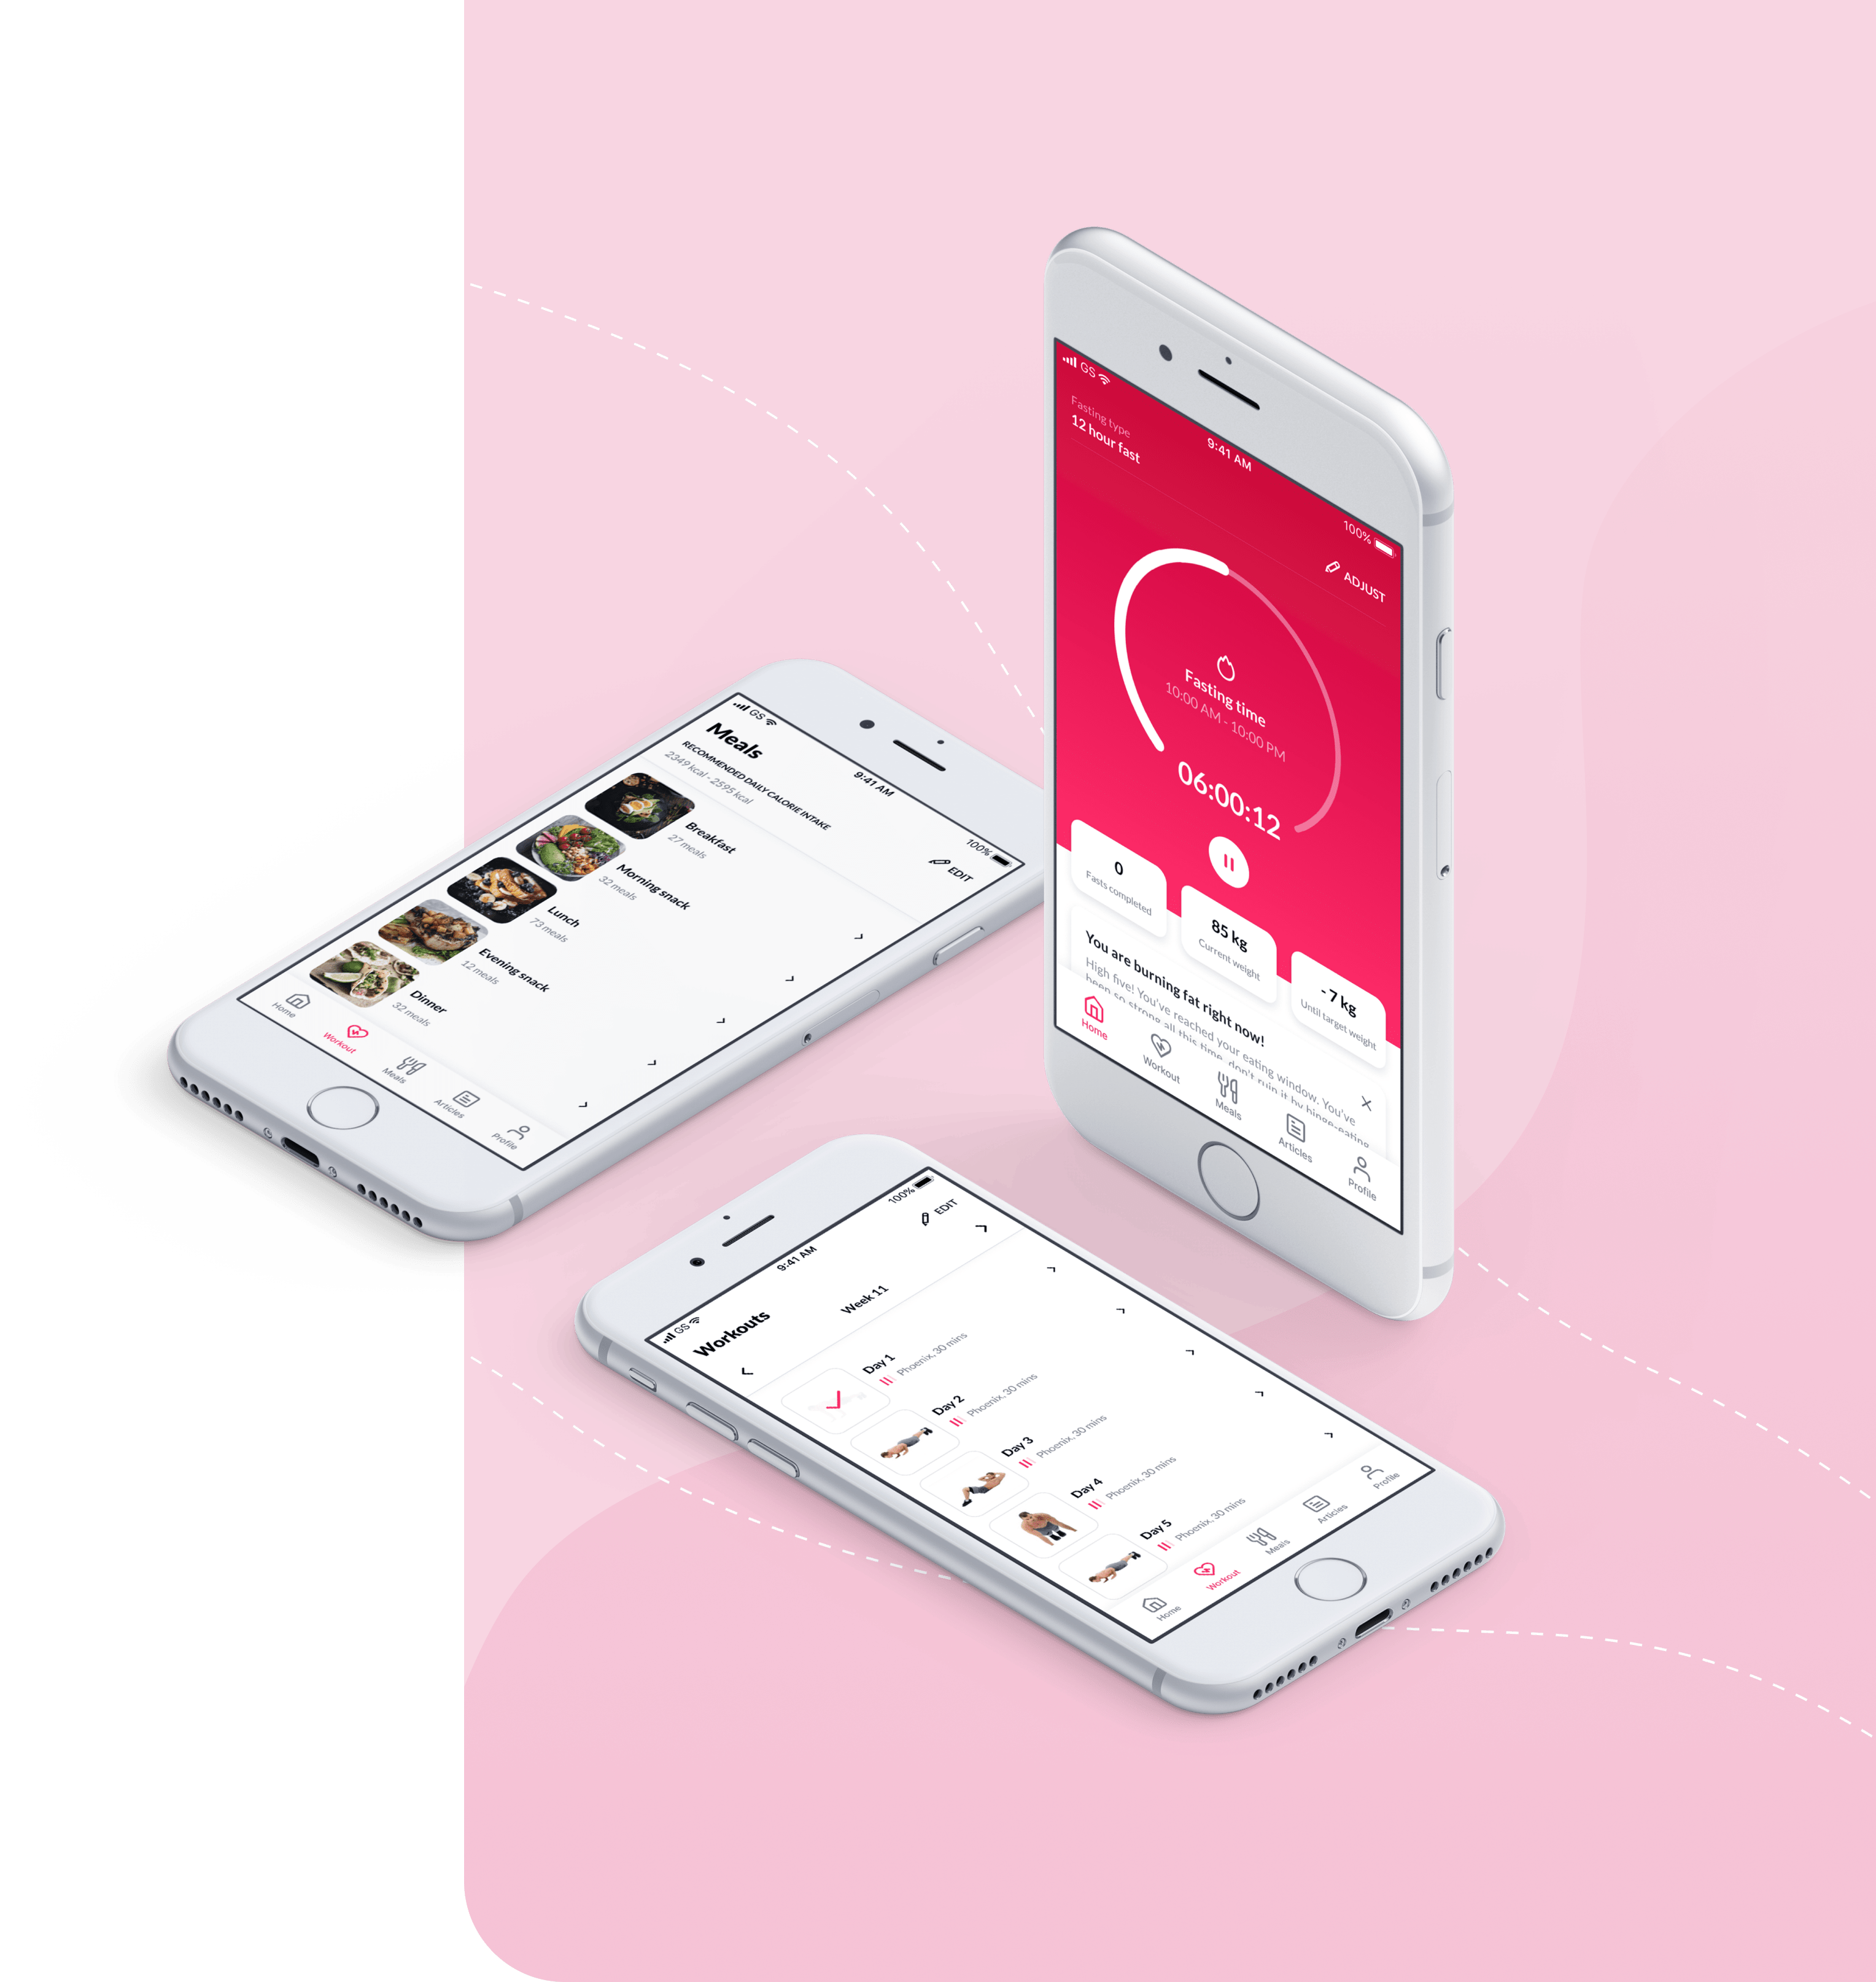 GS
9:41 AM
100%
Fasting type
12 hour fast
ADJUST
Fasting time
10:00 AM - 10:00 PM
06:00:12
0
Fasts completed
85 kg
Current weight
- 7 kg
Until target weight
You are burning fat right now!
High five! You've reached your eating window. You've
been so strong all this time, don't ruin it by binge-eating
Home
Workout
Meals
Articles
Profile
GS
9:41 AM
100%
Meals
RECOMMENDED DAILY CALORIE INTAKE
2349 kcal - 2595 kcal
EDIT
Breakfast
27 meals
Morning snack
32 meals
Lunch
73 meals
Evening snack
12 meals
Dinner
32 meals
Home
Workout
Meals
Articles
Profile
GS
9:41 AM
100%
Workouts
EDIT
Week 11
Day 1
Phoenix, 30 mins
Day 2
Phoenix, 30 mins
Day 3
Phoenix, 30 mins
Day 4
Phoenix, 30 mins
Day 5
Phoenix, 30 mins
Home
Workout
Meals
Articles
Profile